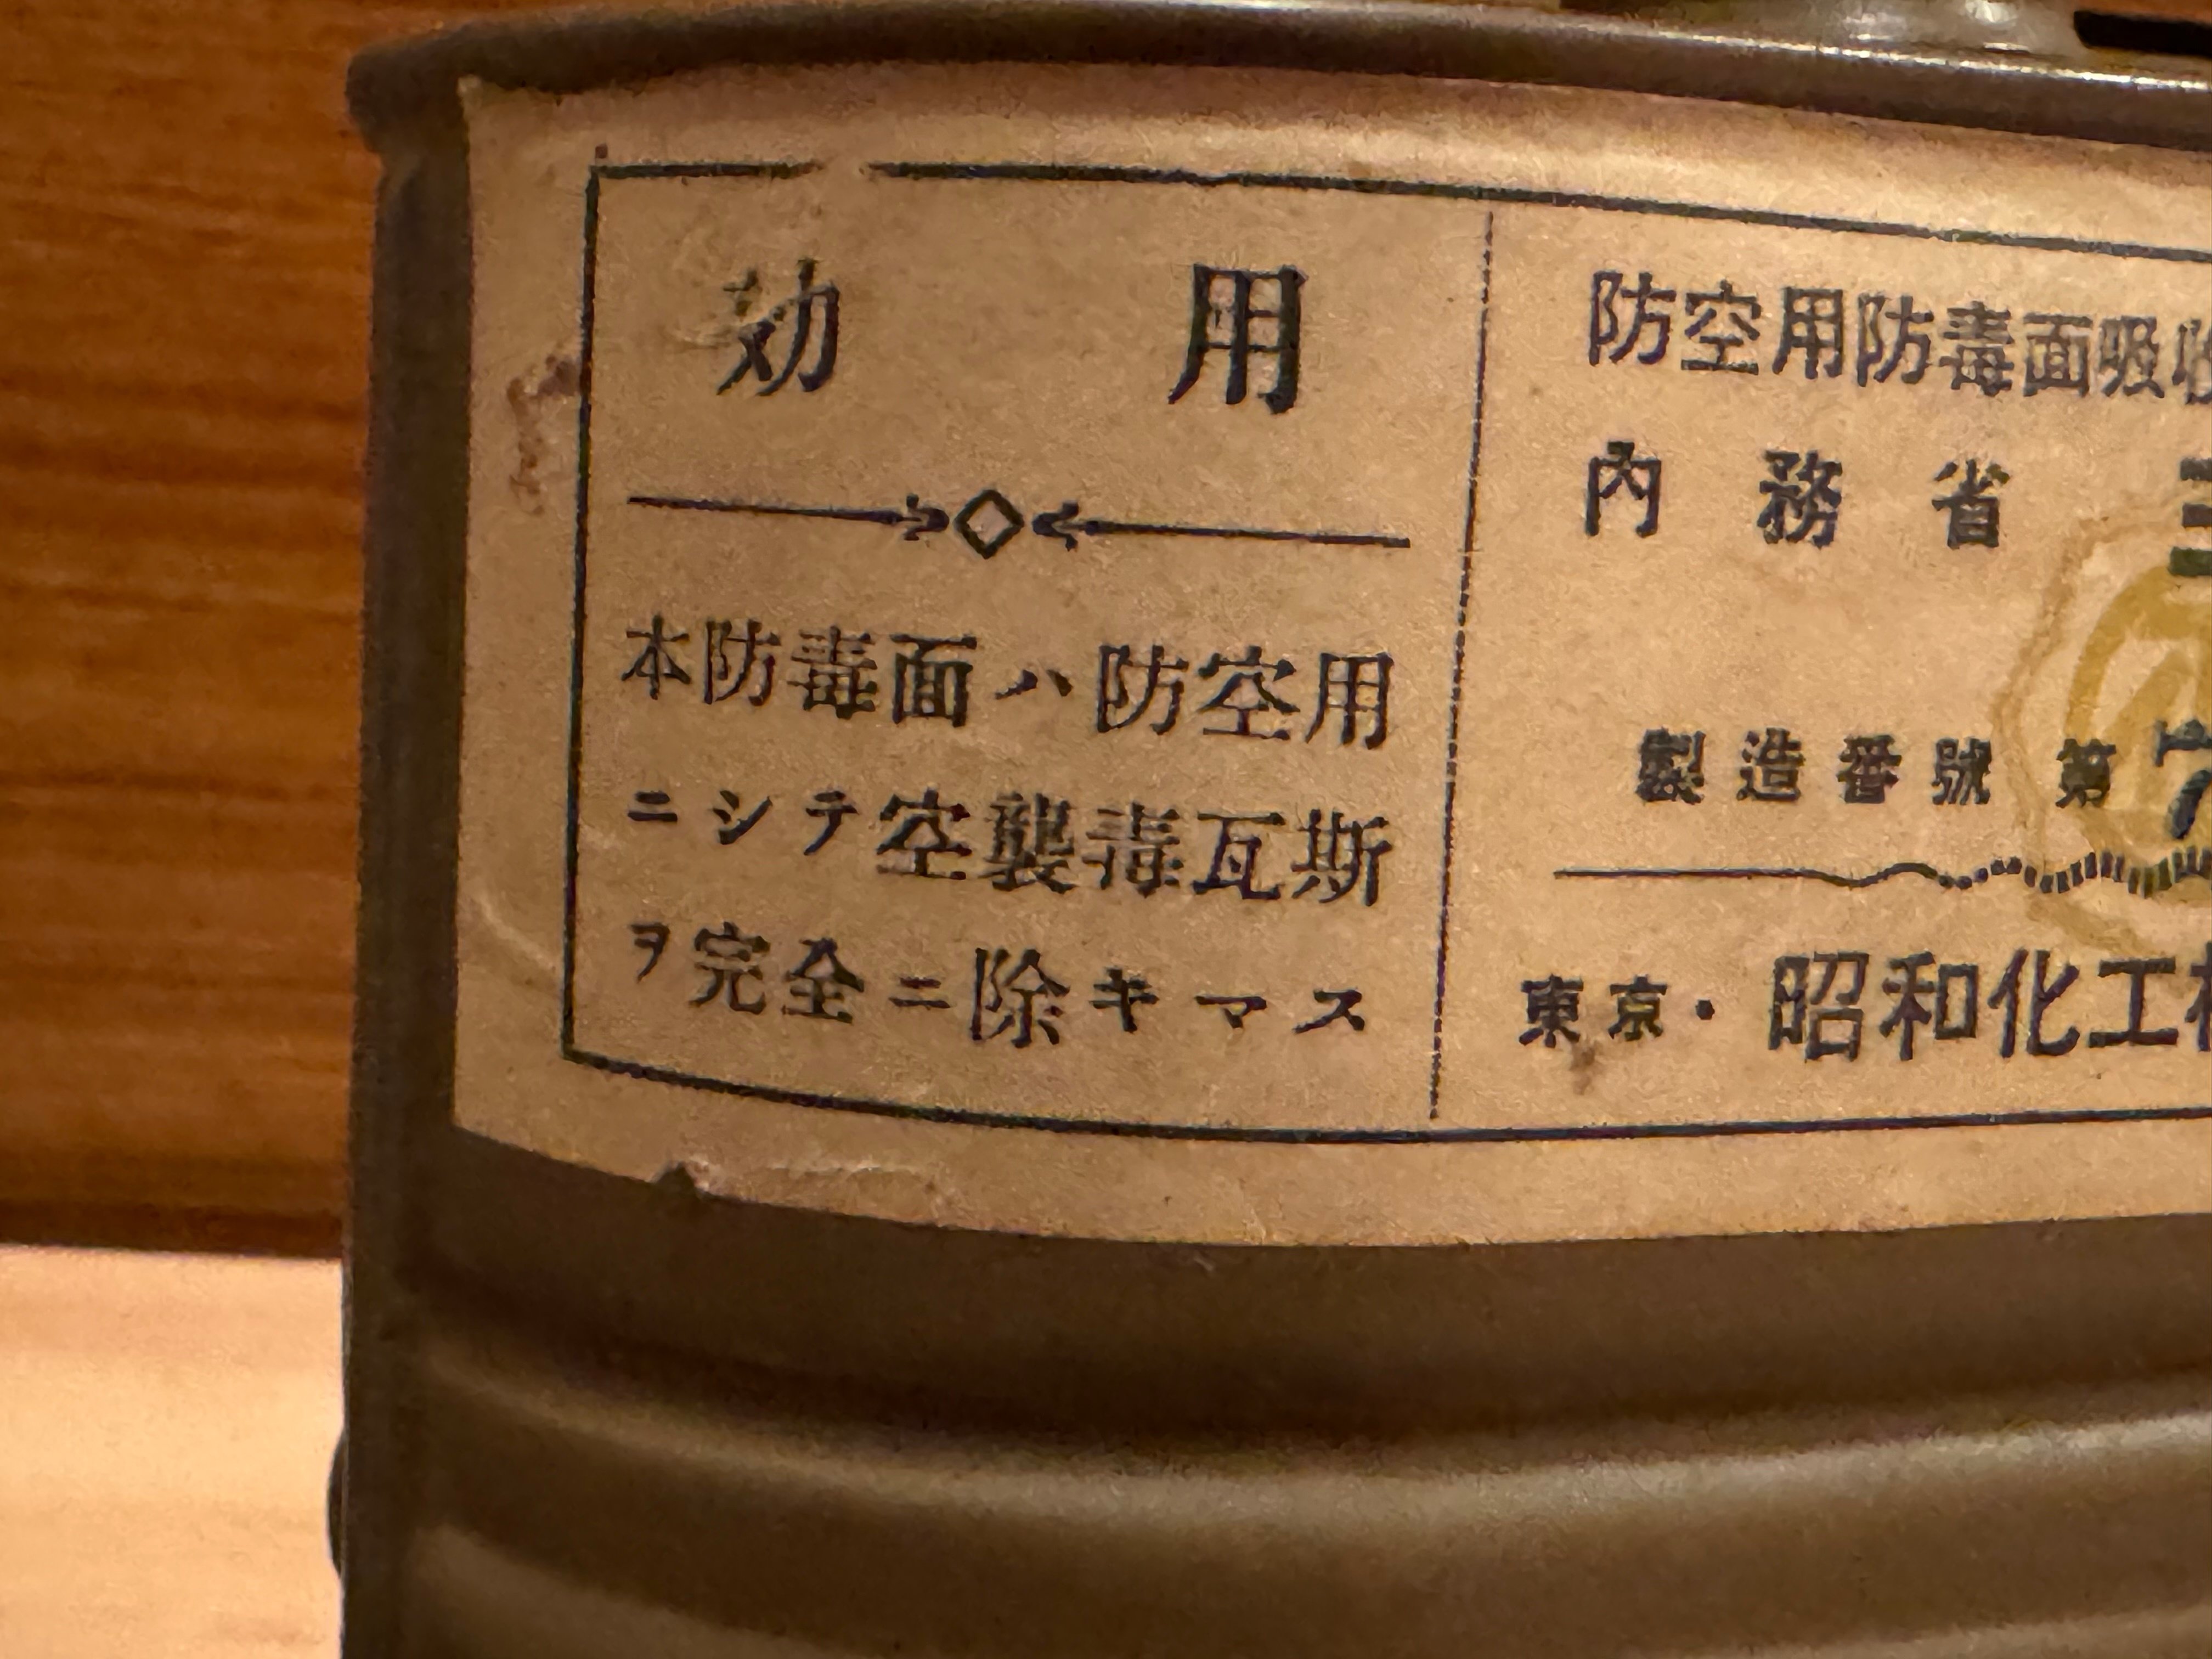 効用
本防毒面ハ防空用
ニシテ空襲毒瓦斯
ヲ完全ニ除キマス
防空用防毒面吸收
內務省
製造番號 第7
東京・昭和化工